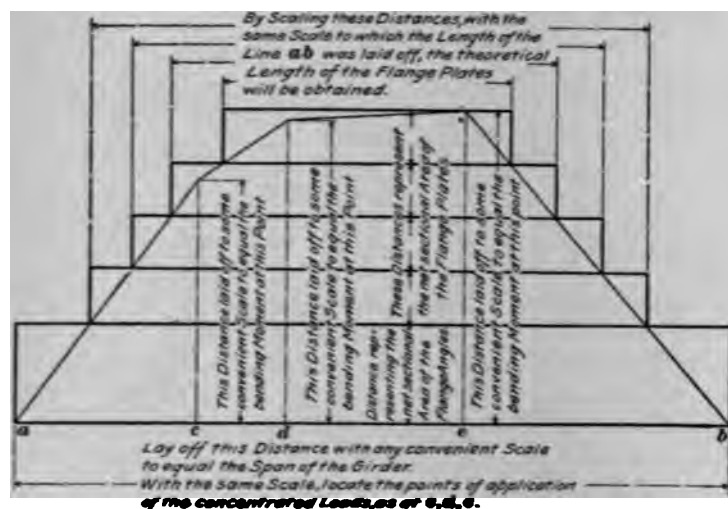 By Scaling these Distances, with the
same Scale to which the Length of the
Line ab was laid off, the theoretical
Length of the Flange Plates
will be obtained.
This Distance laid off to some
convenient Scale to equal the
bending Moment at this Point
This Distance laid off to some
convenient Scale to equal the
bending Moment at this Point
These Distances represent
the net sectional Area of
the Flange Plates.
Distance rep-
resenting the
net sectional
Area of the
Flange Angles.
This Distance laid off to some
convenient Scale to equal the
bending Moment at this point
a c d e b
Lay off this Distance with any convenient Scale
to equal the Span of the Girder.
With the same Scale, locate the points of application
of the concentrated Loads, as at c, d, e.